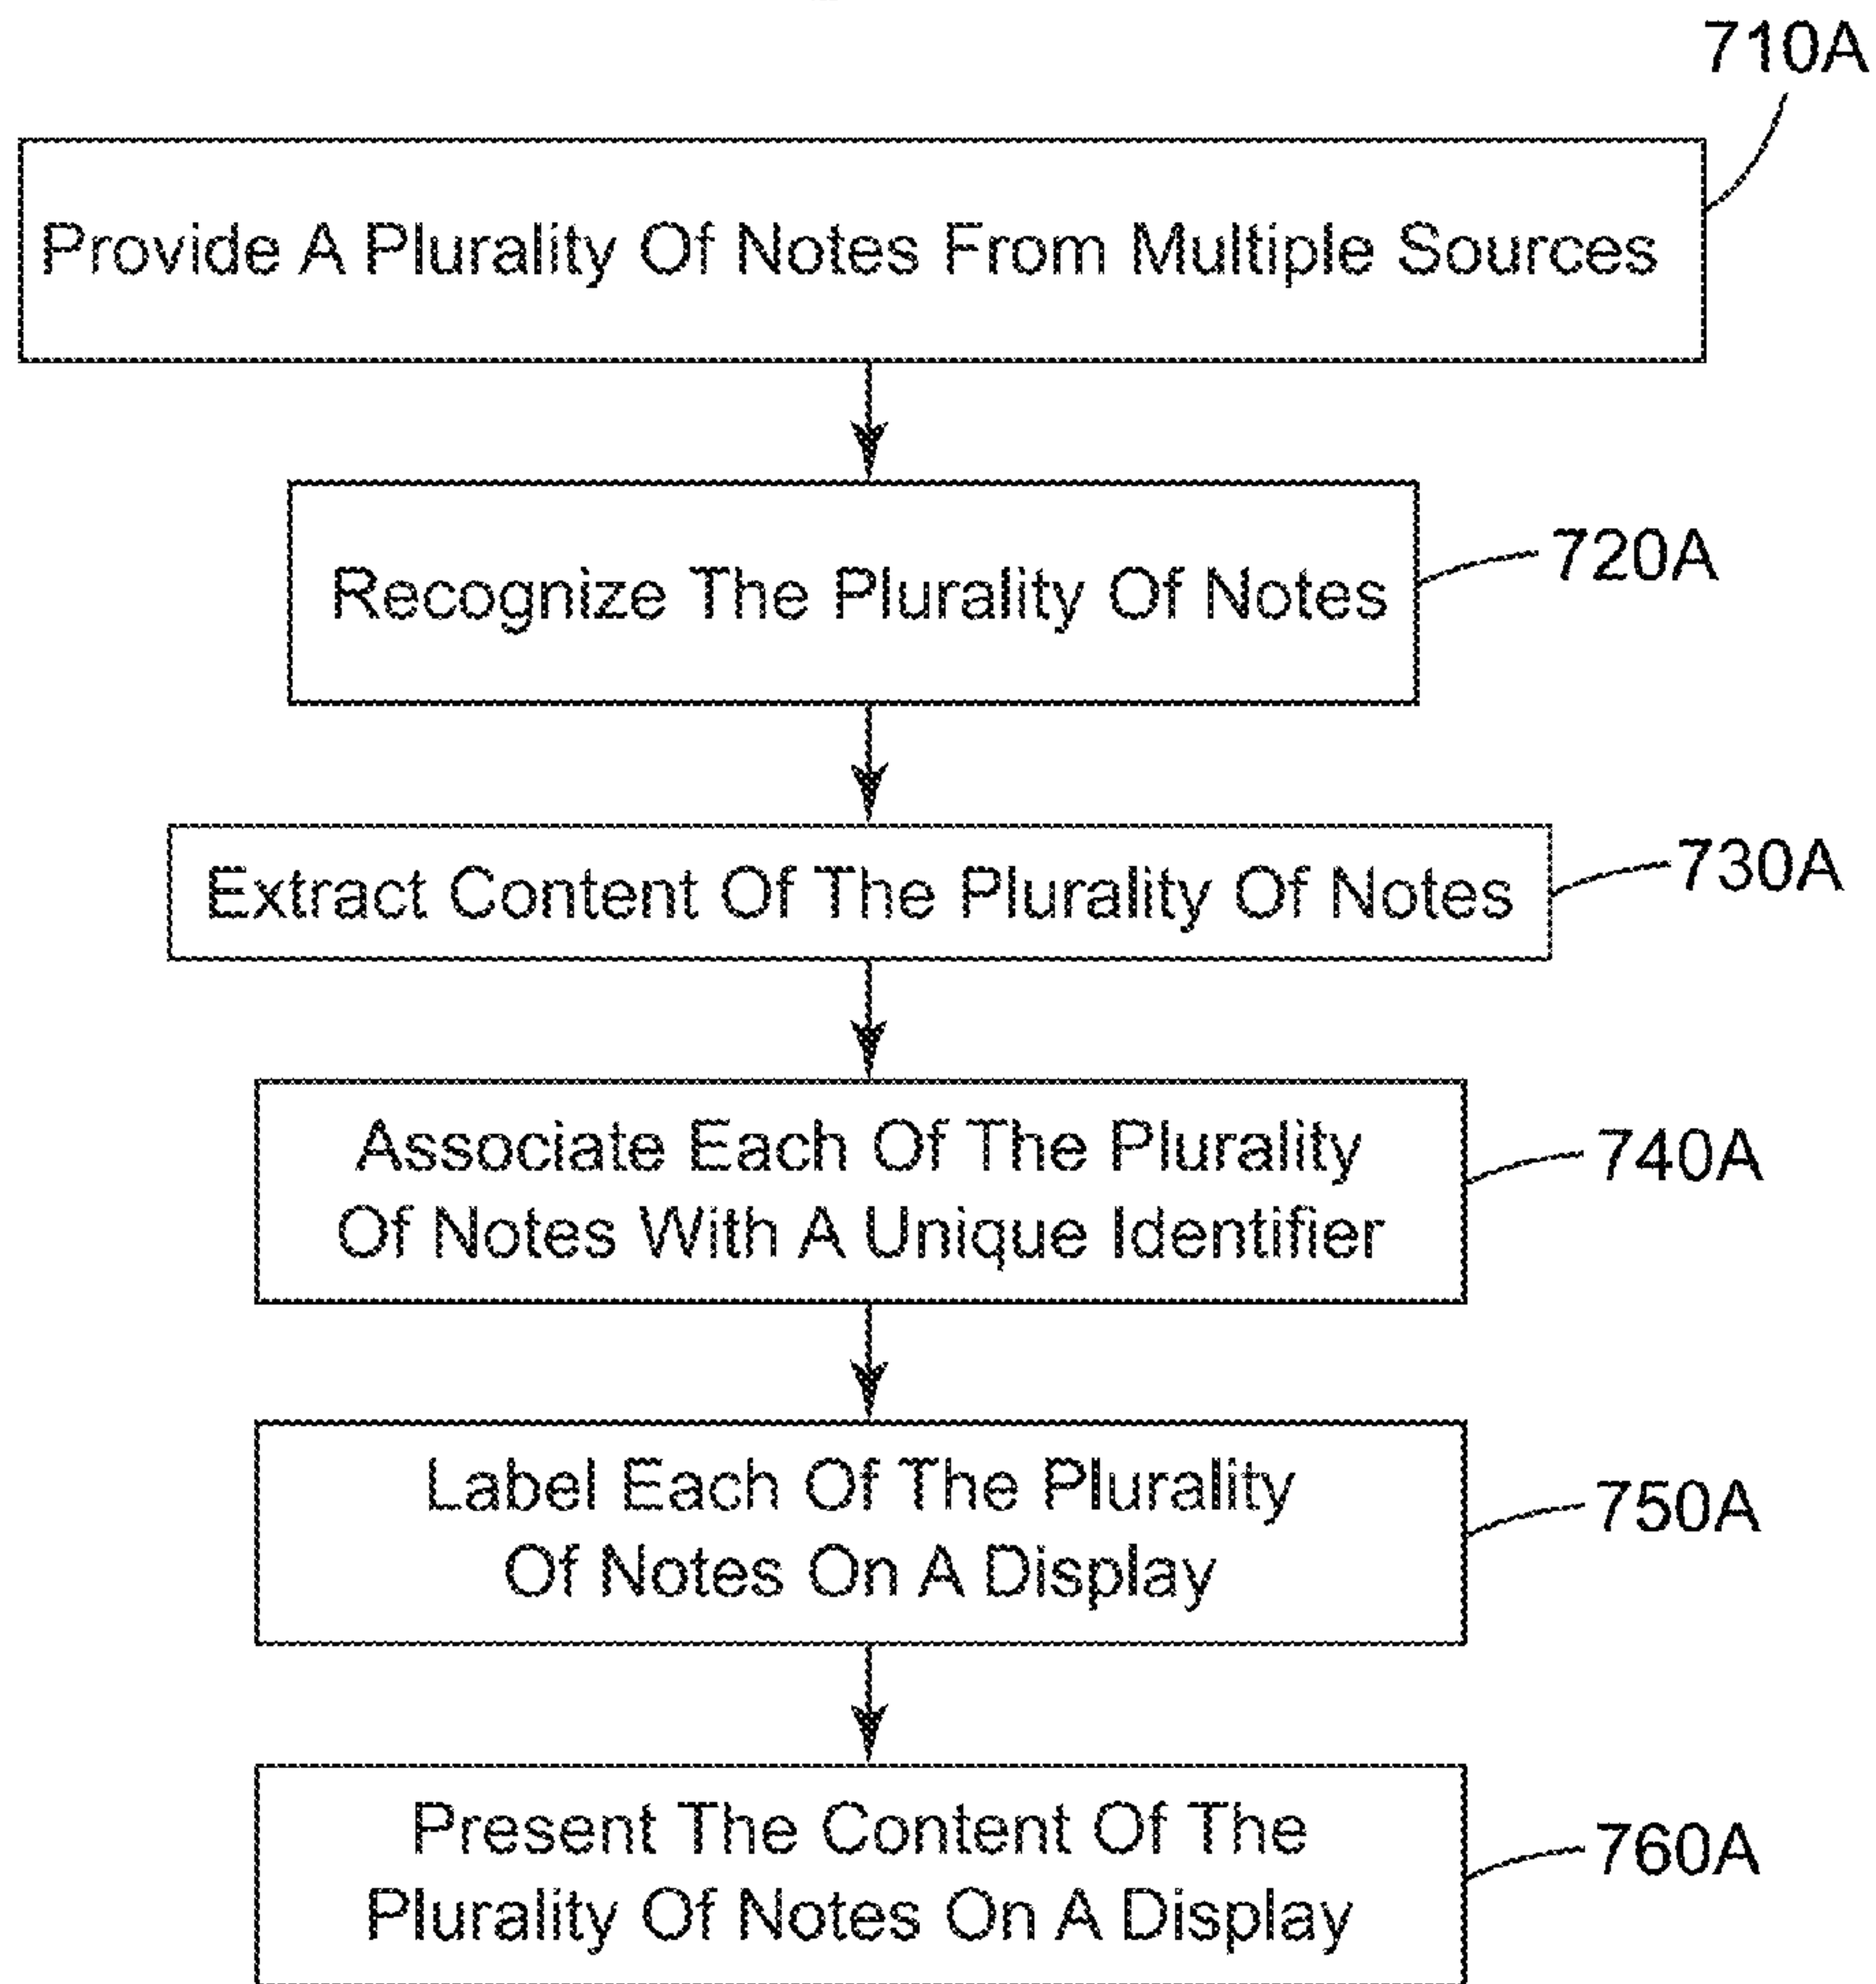 710A
Provide A Plurality Of Notes From Multiple Sources
Recognize The Plurality Of Notes
720A
Extract Content Of The Plurality Of Notes
730A
Associate Each Of The Plurality
Of Notes With A Unique Identifier
740A
Label Each Of The Plurality
Of Notes On A Display
750A
Present The Content Of The
Plurality Of Notes On A Display
760A